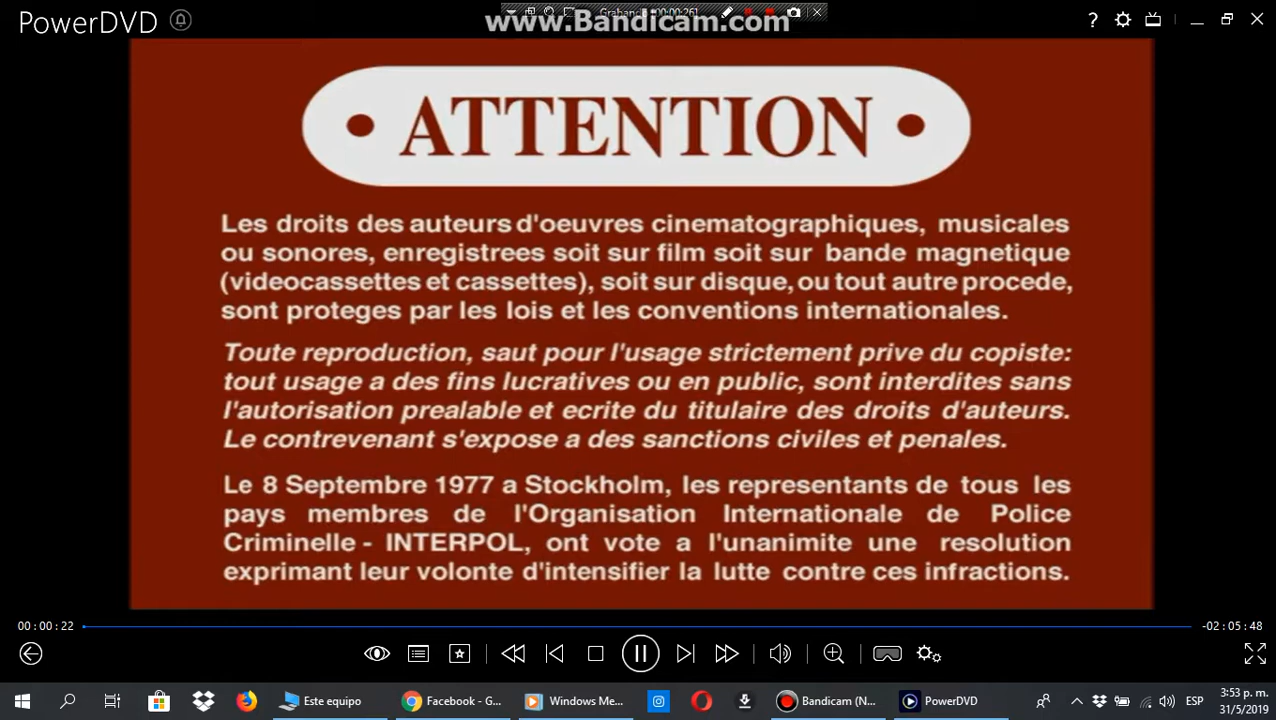 PowerDVD
www.Bandicam.com
ATTENTION
Les droits des auteurs d'oeuvres cinematographiques, musicales
ou sonores, enregistrees soit sur film soit sur bande magnetique
(videocassettes et cassettes), soit sur disque, ou tout autre procede,
sont proteges par les lois et les conventions internationales.
Toute reproduction, saut pour l'usage strictement prive du copiste:
tout usage a des fins lucratives ou en public, sont interdites sans
l'autorisation prealable et ecrite du titulaire des droits d'auteurs.
Le contrevenant s'expose a des sanctions civiles et penales.
Le 8 Septembre 1977 a Stockholm, les representants de tous les
pays membres de l'Organisation Internationale de Police
Criminelle - INTERPOL, ont vote a l'unanimite une resolution
exprimant leur volonte d'intensifier la lutte contre ces infractions.
00:00:22 -02:05:48
Este equipo Facebook - G... Windows Me... Bandicam (N... PowerDVD ESP 3:53 p. m.
31/5/2019